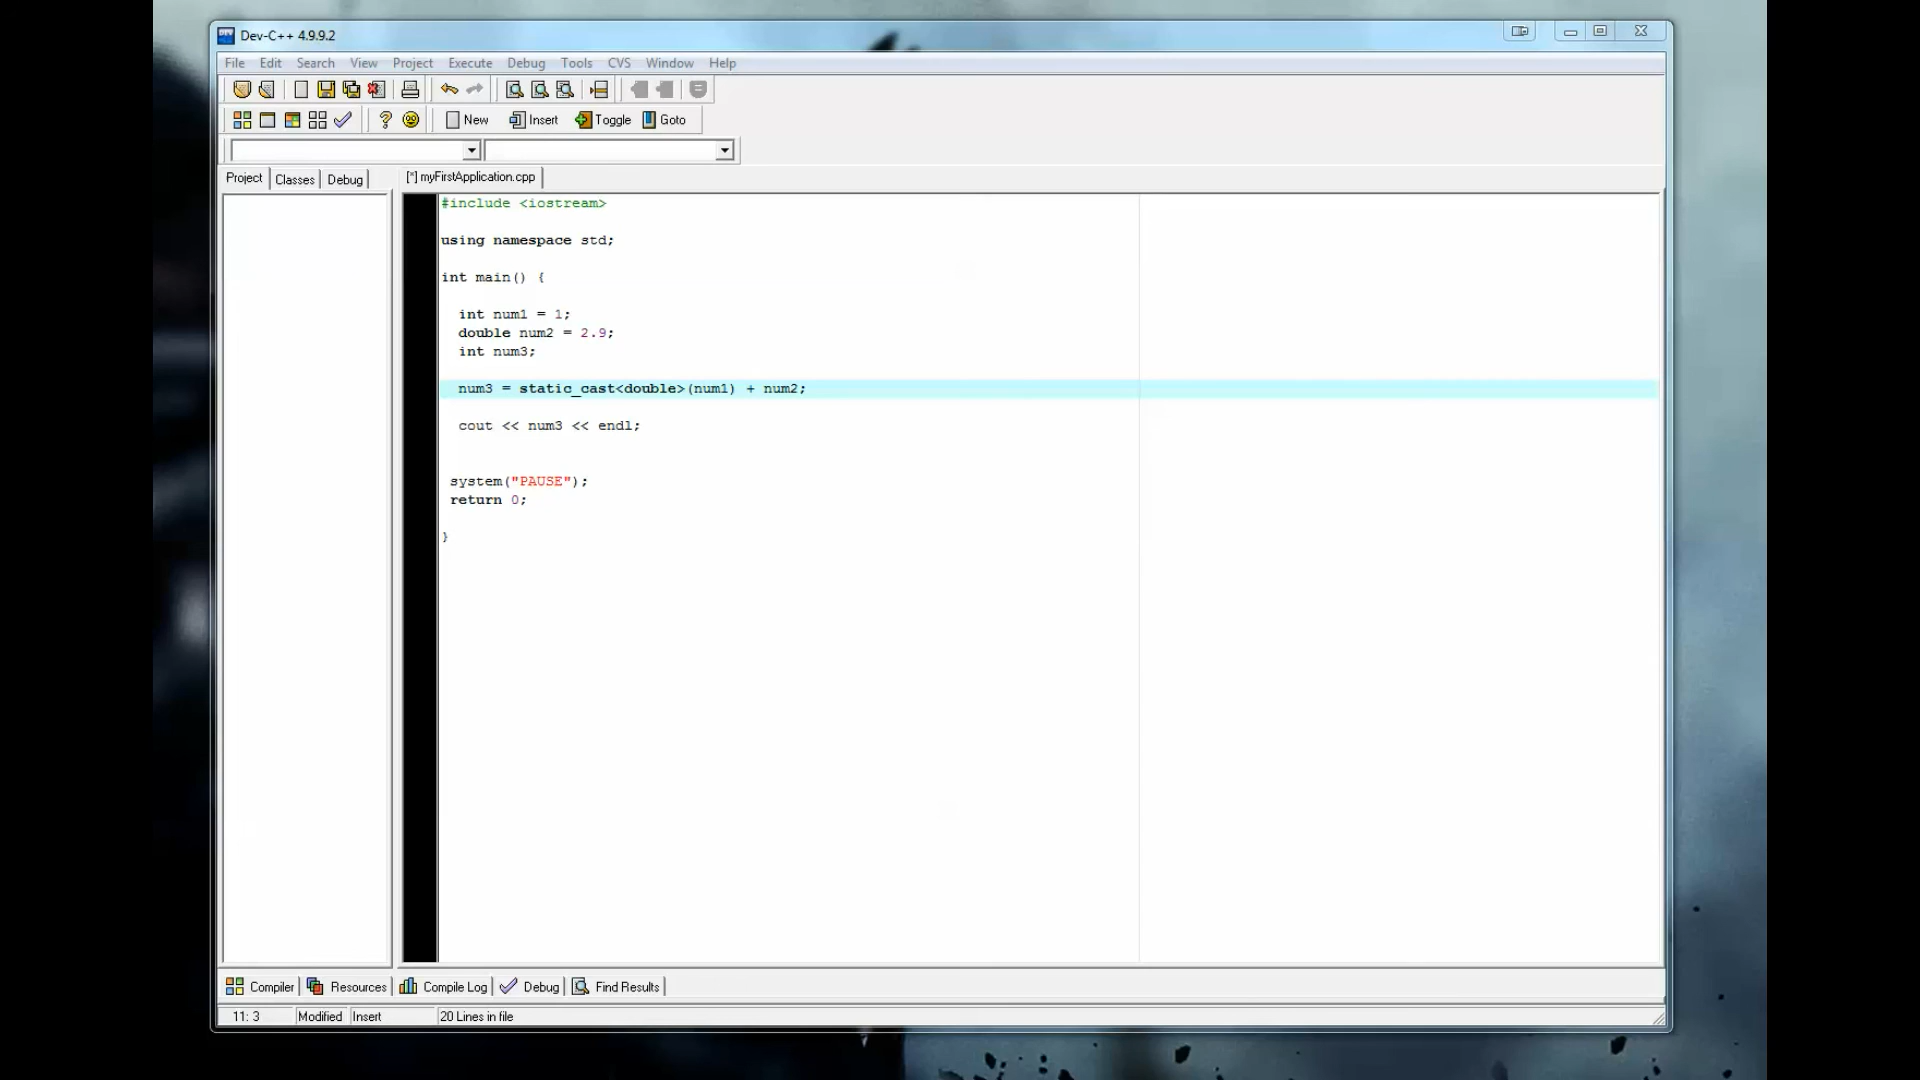 Dev-C++ 4.9.9.2
File Edit Search View Project Execute Debug Tools CVS Window Help
New Insert Toggle Goto
Project Classes Debug [*] myFirstApplication.cpp
#include <iostream>
using namespace std;
int main() {
int num1 = 1;
double num2 = 2.9;
int num3;
num3 = static_cast<double>(num1) + num2;
cout << num3 << endl;
system("PAUSE");
return 0;
}
Compiler Resources Compile Log Debug Find Results
11: 3 Modified Insert 20 Lines in file